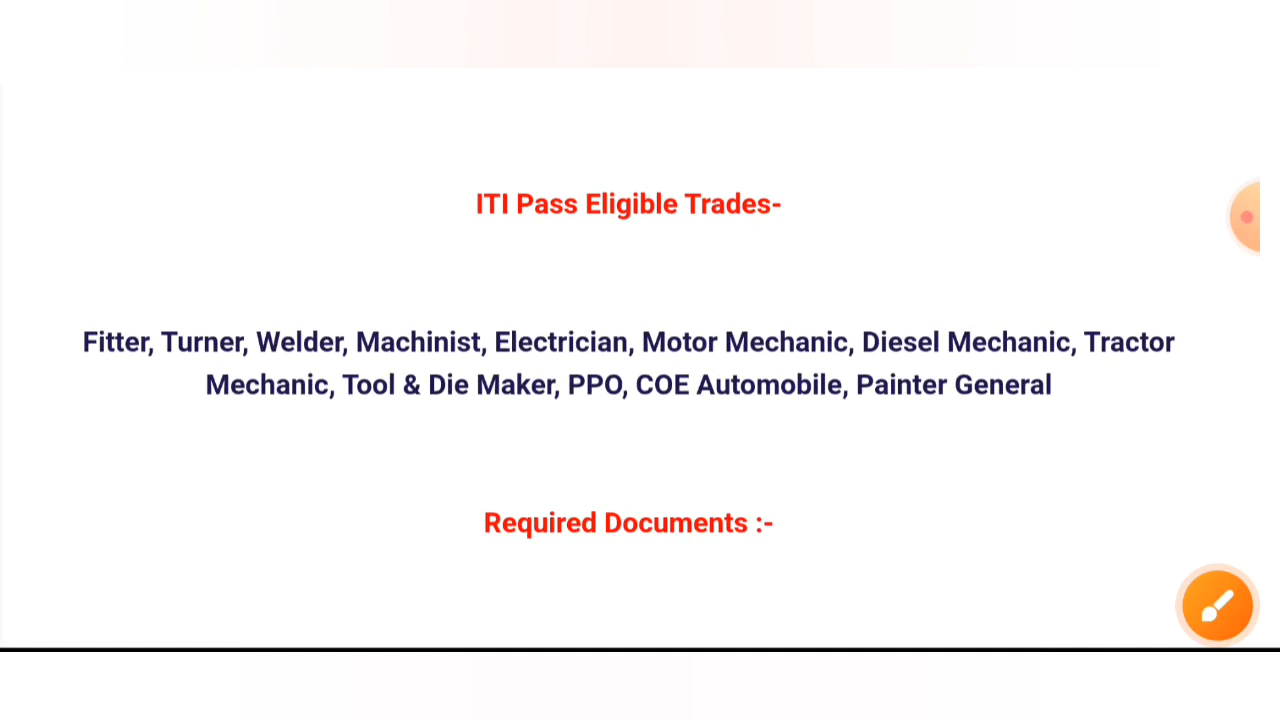 ITI Pass Eligible Trades-
Fitter, Turner, Welder, Machinist, Electrician, Motor Mechanic, Diesel Mechanic, Tractor
Mechanic, Tool & Die Maker, PPO, COE Automobile, Painter General
Required Documents :-